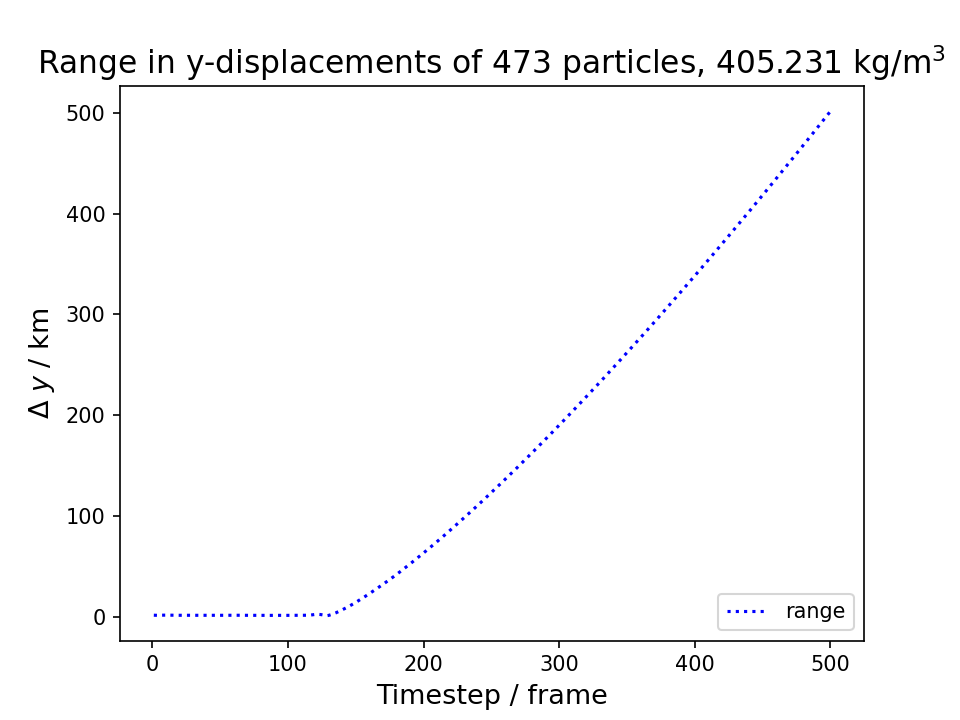 Range in y-displacements of 473 particles, 405.231 kg/m³
500
400
300
200
100
0
Δ y / km
0 100 200 300 400 500
Timestep / frame
range